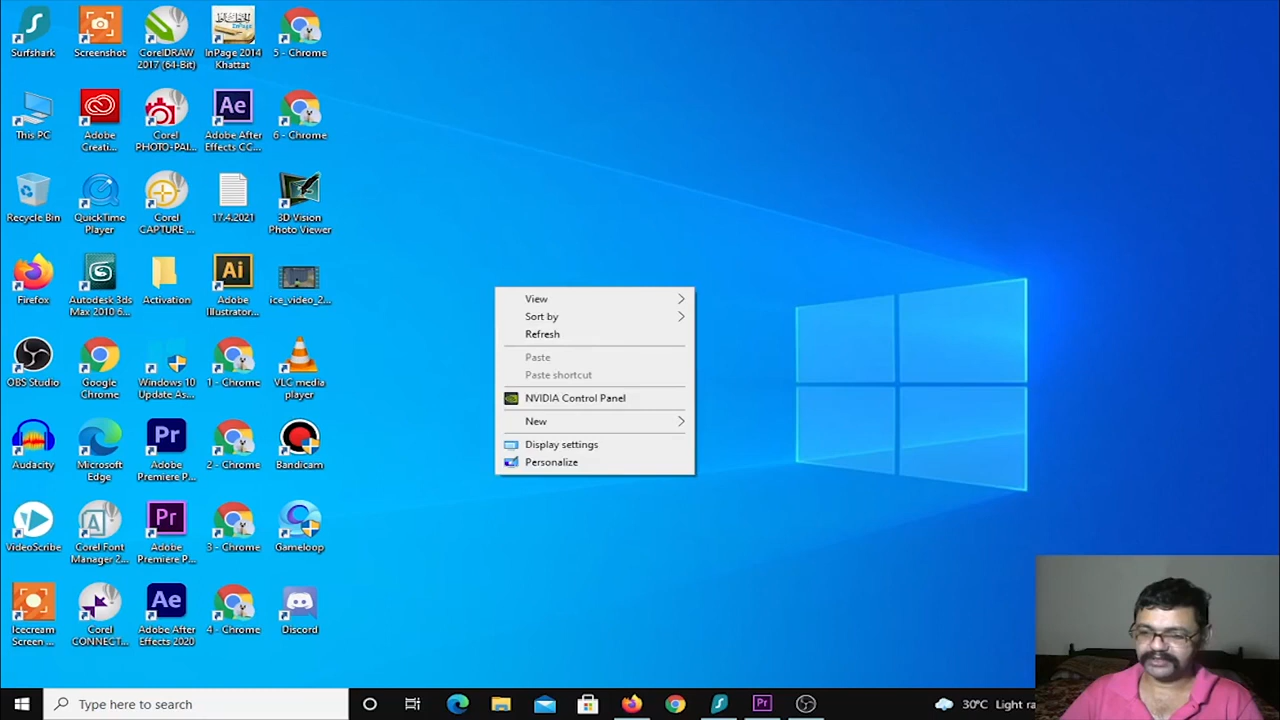 Surfshark
Screenshot
CorelDRAW
2017 (64-Bit)
InPage 2014
Khattat
5 - Chrome
This PC
Adobe
Creati...
Corel
PHOTO-PAI...
Adobe After
Effects CC...
6 - Chrome
Recycle Bin
QuickTime
Player
Corel
CAPTURE ...
17.4.2021
3D Vision
Photo Viewer
Firefox
Autodesk 3ds
Max 2010 6...
Activation
Adobe
Illustrator...
ice_video_2...
OBS Studio
Google
Chrome
Windows 10
Update As...
1 - Chrome
VLC media
player
Audacity
Microsoft
Edge
Adobe
Premiere P...
2 - Chrome
Bandicam
VideoScribe
Corel Font
Manager 2...
Adobe
Premiere P...
3 - Chrome
Gameloop
Icecream
Screen ...
Corel
CONNECT...
Adobe After
Effects 2020
4 - Chrome
Discord
View
Sort by
Refresh
Paste
Paste shortcut
NVIDIA Control Panel
New
Display settings
Personalize
Type here to search
30°C Light ra